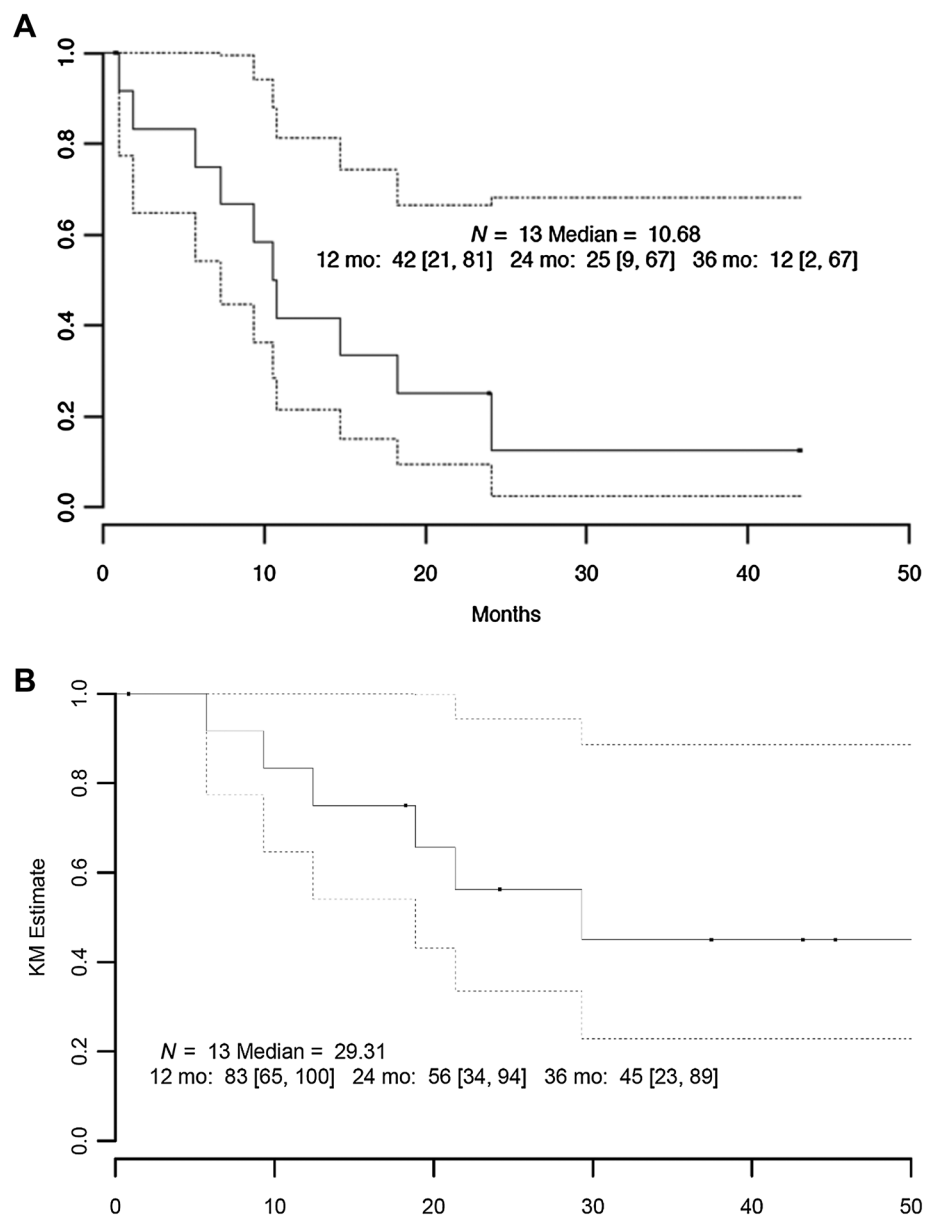 A
1.0
0.8
0.6
0.4
0.2
0.0
N = 13 Median = 10.68
12 mo: 42 [21, 81] 24 mo: 25 [9, 67] 36 mo: 12 [2, 67]
0 10 20 30 40 50
Months
B
1.0
0.8
0.6
0.4
0.2
0.0
KM Estimate
N = 13 Median = 29.31
12 mo: 83 [65, 100] 24 mo: 56 [34, 94] 36 mo: 45 [23, 89]
0 10 20 30 40 50